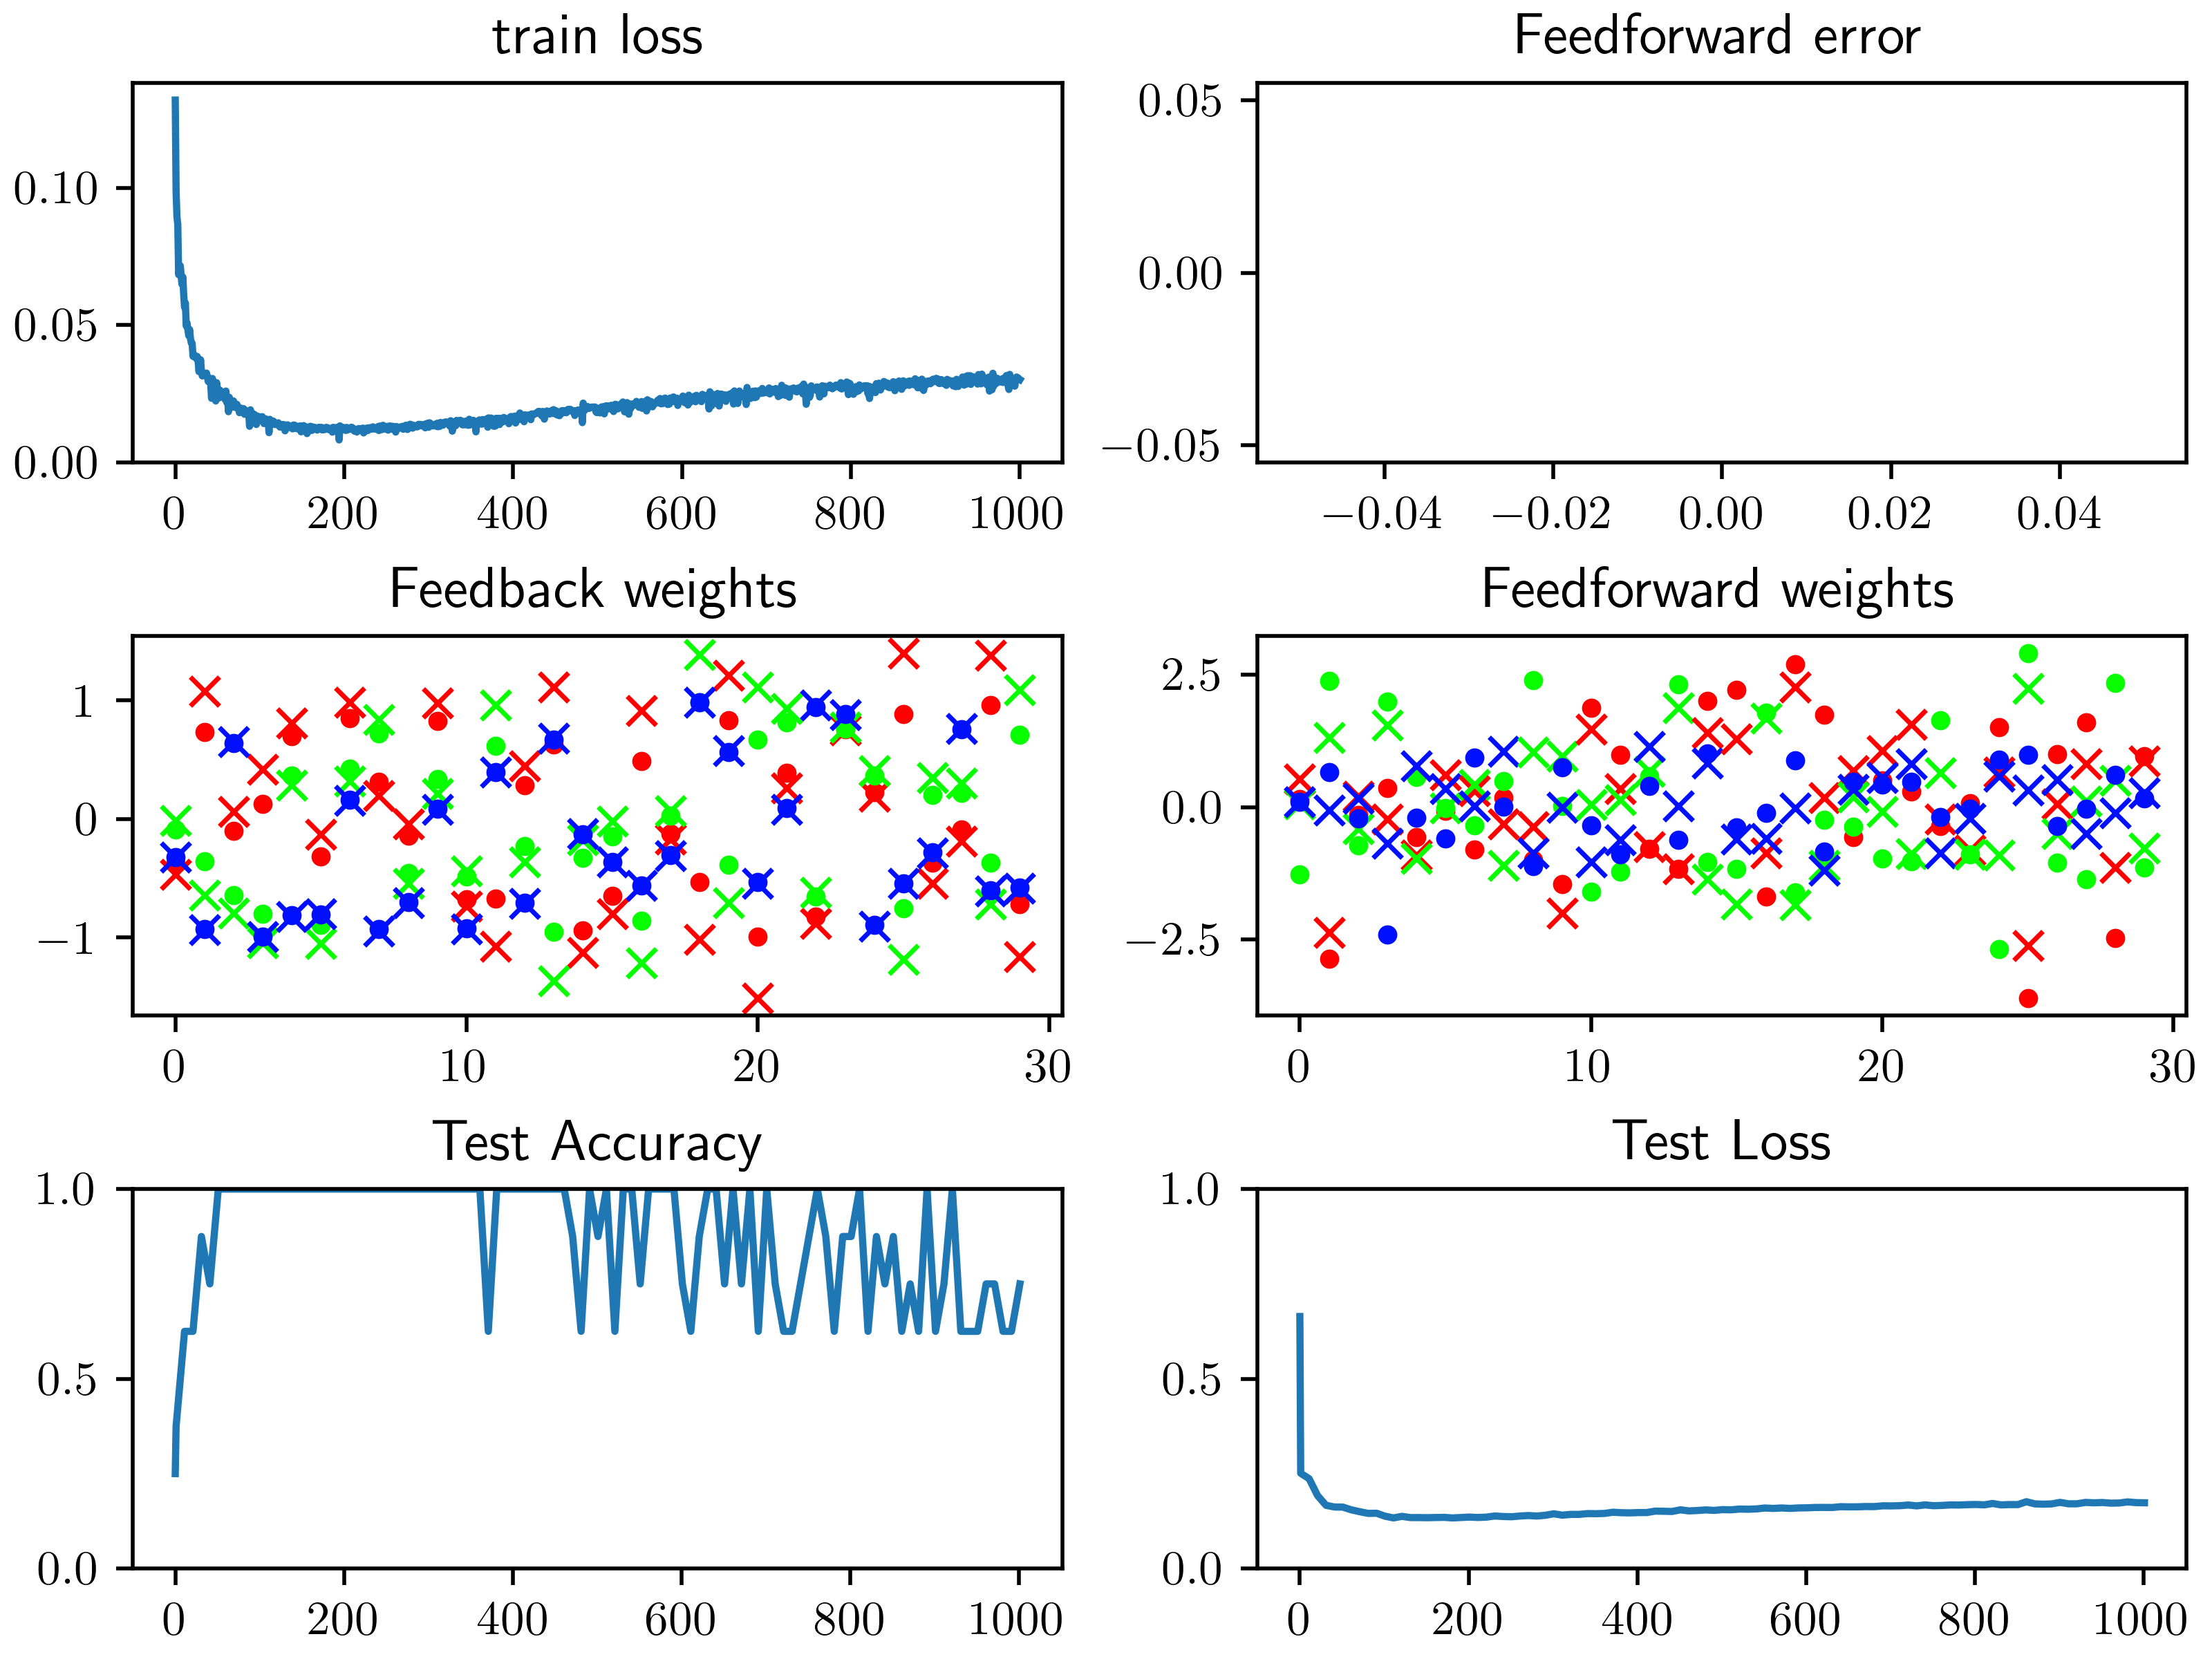 train loss
0.10
0.05
0.00
0 200 400 600 800 1000
Feedforward error
0.05
0.00
−0.05
−0.04 −0.02 0.00 0.02 0.04
Feedback weights
1
0
−1
0 10 20 30
Feedforward weights
2.5
0.0
−2.5
0 10 20 30
Test Accuracy
1.0
0.5
0.0
0 200 400 600 800 1000
Test Loss
1.0
0.5
0.0
0 200 400 600 800 1000